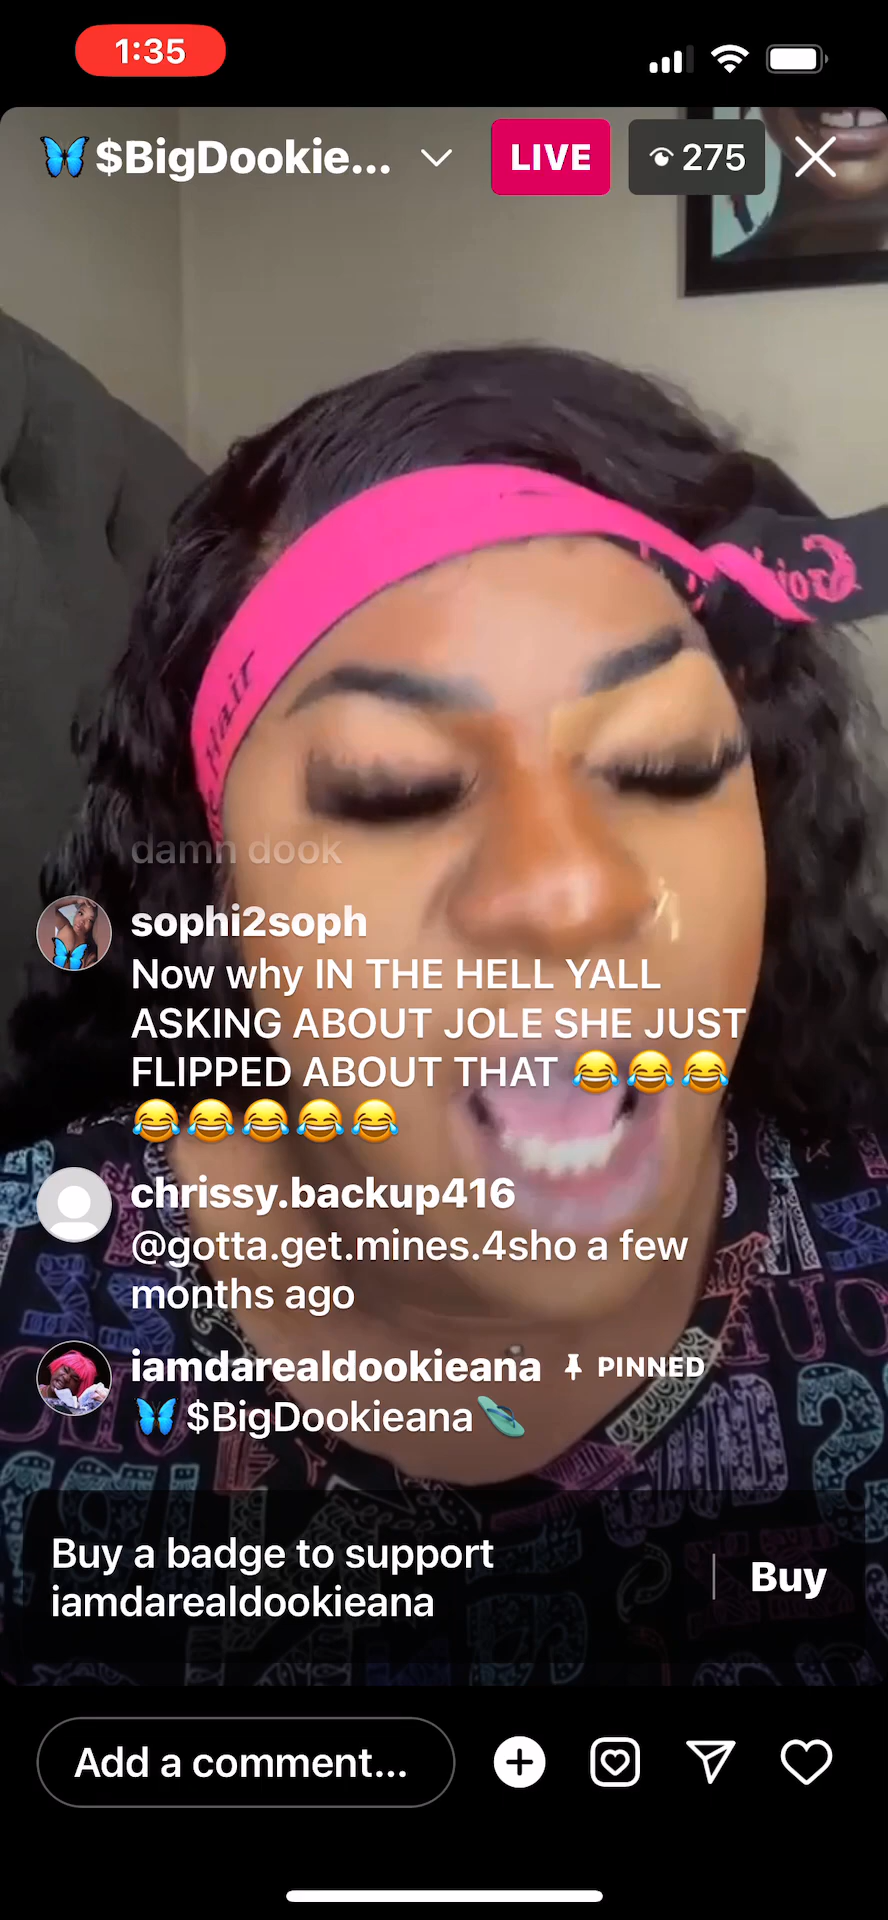 1:35
🦋 $BigDookie...
LIVE
275
Hair
damn dook
sophi2soph
Now why IN THE HELL YALL
ASKING ABOUT JOLE SHE JUST
FLIPPED ABOUT THAT 😂😂😂
😂😂😂😂😂
chrissy.backup416
@gotta.get.mines.4sho a few
months ago
iamdarealdookieana PINNED
🦋 $BigDookieana🩴
Buy a badge to support
iamdarealdookieana
Buy
Add a comment...